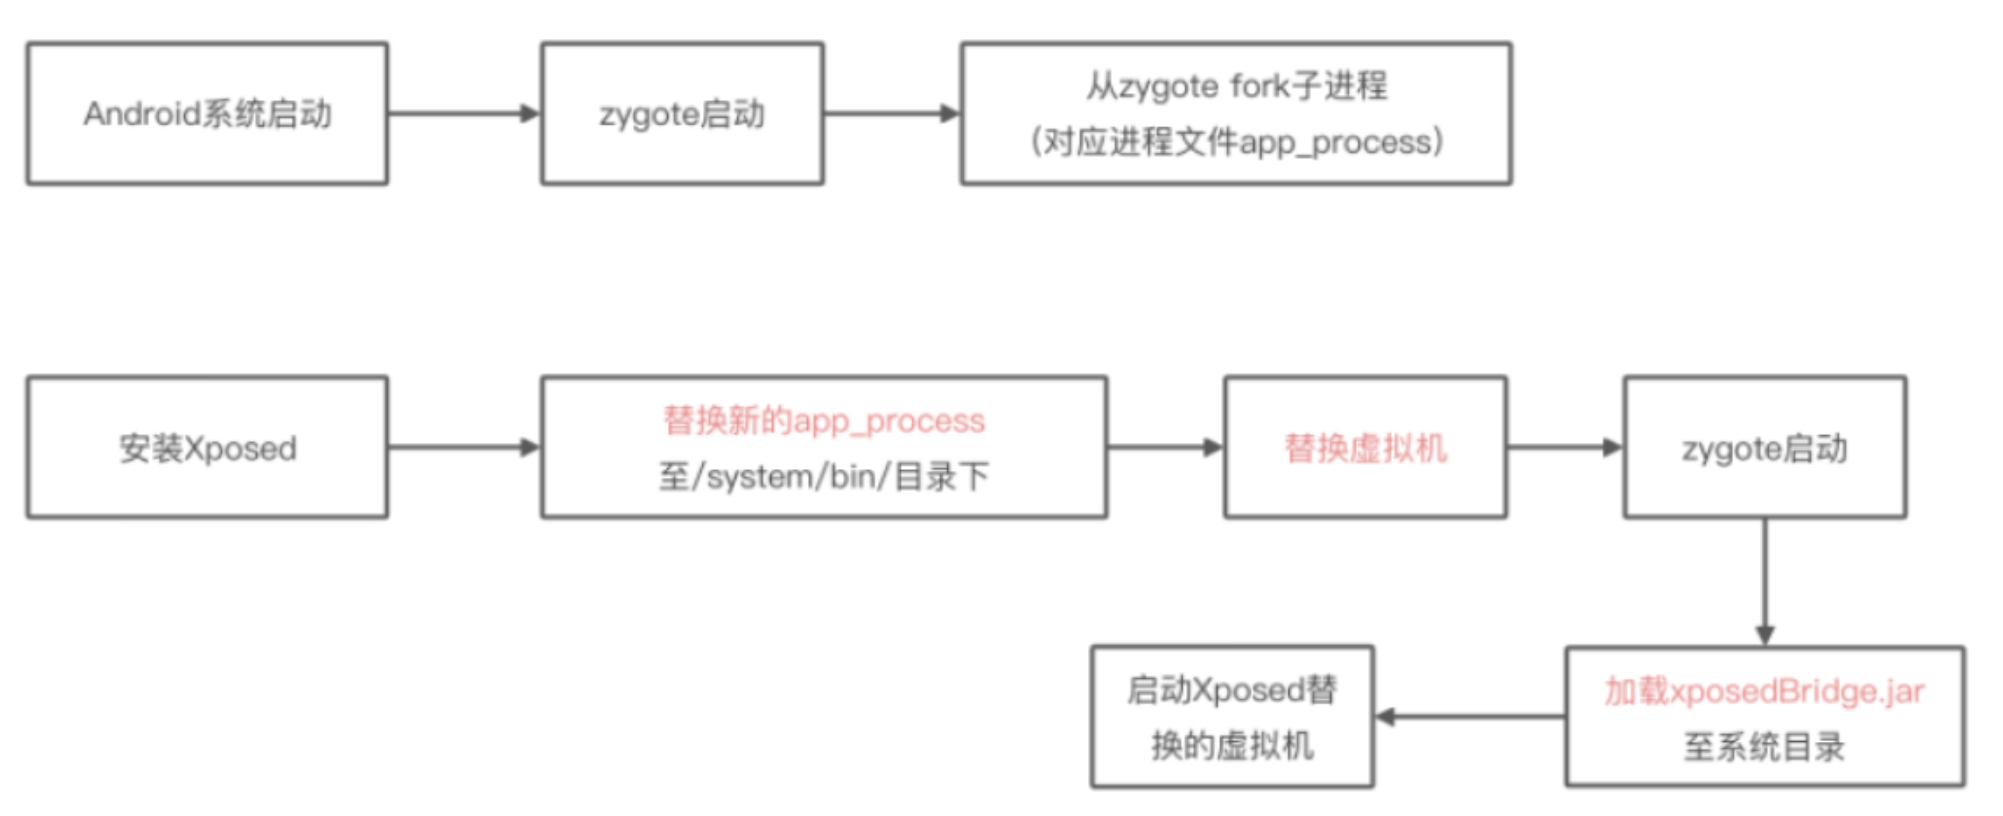 Android系统启动
zygote启动
从zygote fork子进程
(对应进程文件app_process)
安装Xposed
替换新的app_process
至/system/bin/目录下
替换虚拟机
zygote启动
加载xposedBridge.jar
至系统目录
启动Xposed替
换的虚拟机